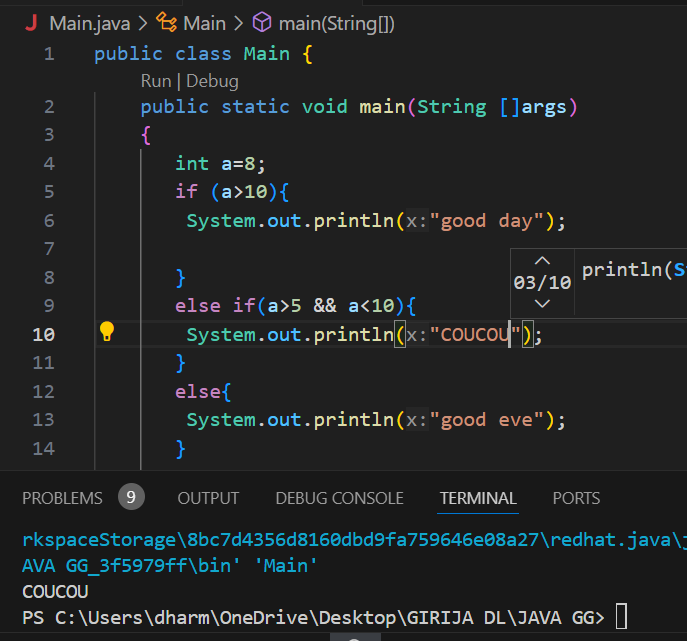 J Main.java > Main > main(String[])
1 public class Main {
Run | Debug
2 public static void main(String []args)
3 {
4 int a=8;
5 if (a>10){
6 System.out.println(x:"good day");
7
8 }
03/10 println(S
9 else if(a>5 && a<10){
10 System.out.println(x:"COUCOU");
11 }
12 else{
13 System.out.println(x:"good eve");
14 }
PROBLEMS 9 OUTPUT DEBUG CONSOLE TERMINAL PORTS
rkspaceStorage\8bc7d4356d8160dbd9fa759646e08a27\redhat.java\j
AVA GG_3f5979ff\bin' 'Main'
COUCOU
PS C:\Users\dharm\OneDrive\Desktop\GIRIJA DL\JAVA GG>